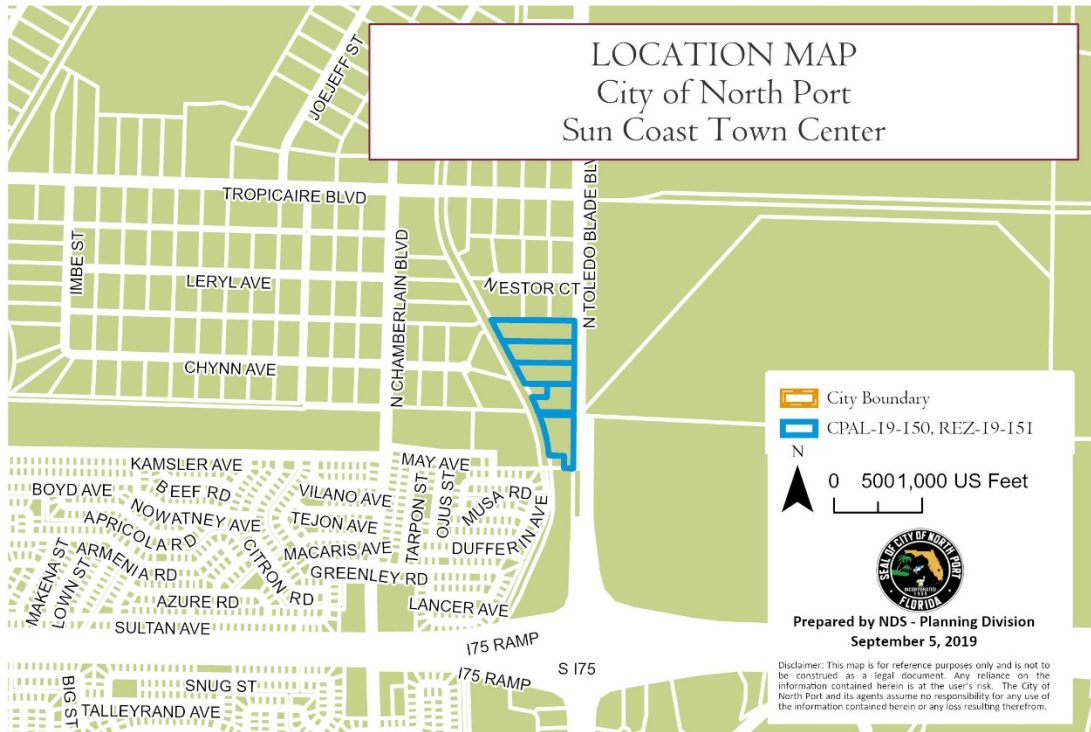 LOCATION MAP
City of North Port
Sun Coast Town Center
JOEJEFF ST
TROPICAIRE BLVD
N TOLEDO BLADE BLV
IMBE ST
LERYL AVE
NESTOR CT
N CHAMBERLAIN BLVD
CHYNN AVE
KAMSLER AVE
MAY AVE
BOYD AVE
BEEF RD
VILANO AVE
TARPON ST
OJUS ST
MUSA RD
NOWATNEY AVE
TEJON AVE
APRICOLA RD
CITRON RD
MACARIS AVE
DUFFERIN AVE
MAKENA ST
LOWN ST
ARMENIA RD
GREENLEY RD
AZURE RD
LANCER AVE
SULTAN AVE
I75 RAMP
I75 RAMP
S I75
BIG ST
SNUG ST
TALLEYRAND AVE
City Boundary
CPAL-19-150, REZ-19-151
N
0 500 1,000 US Feet
SEAL OF CITY OF NORTH PORT
INCORPORATED
FLORIDA
Prepared by NDS - Planning Division
September 5, 2019
Disclaimer: This map is for reference purposes only and is not to
be construed as a legal document. Any reliance on the
information contained herein is at the user's risk. The City of
North Port and its agents assume no responsibility for any use of
the information contained herein or any loss resulting therefrom.